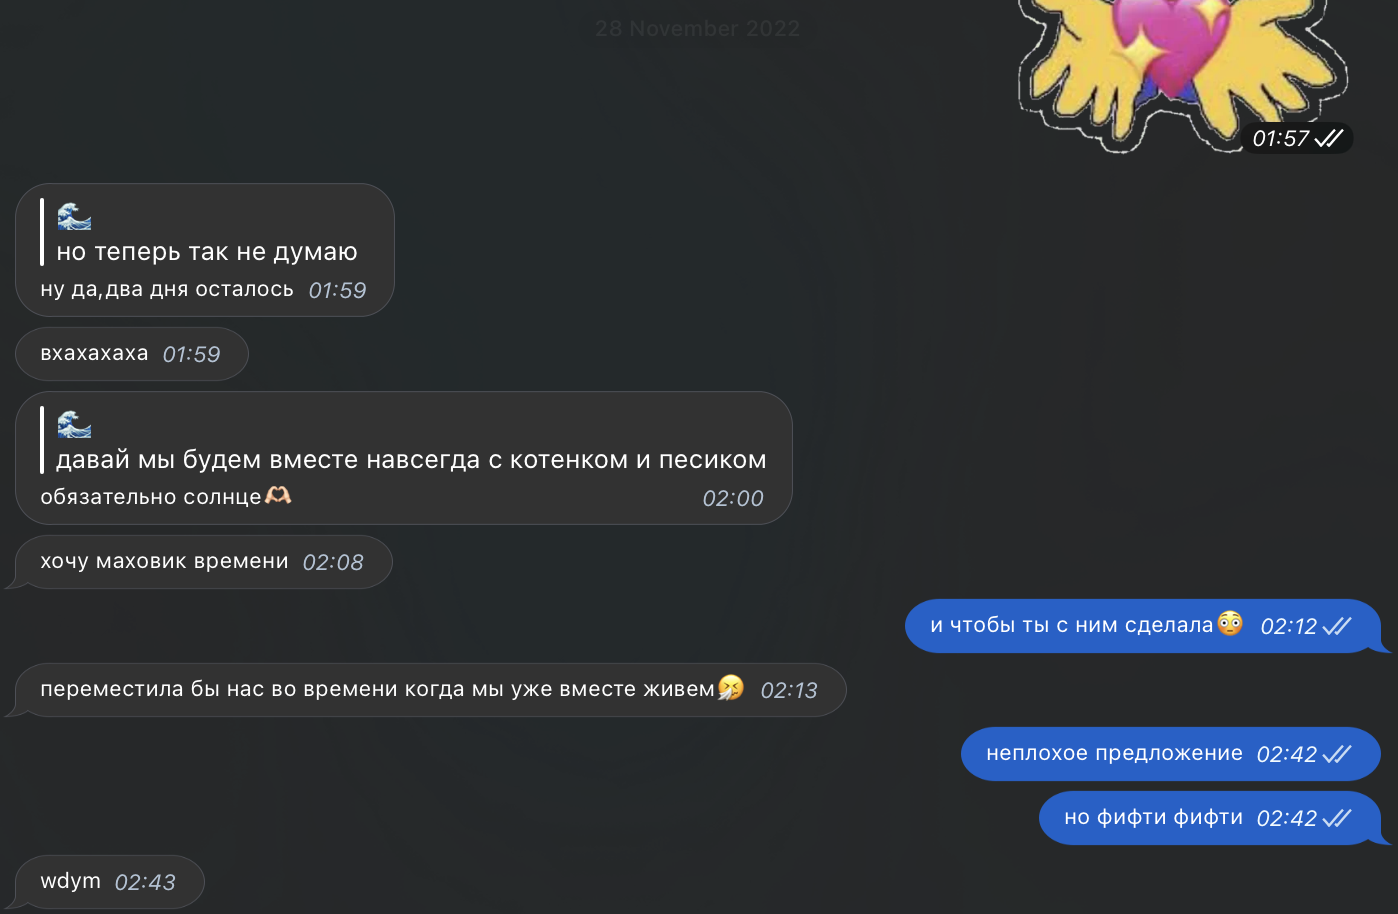 28 November 2022
01:57
🌊
но теперь так не думаю
ну да,два дня осталось 01:59
вхахахаха 01:59
🌊
давай мы будем вместе навсегда с котенком и песиком
обязательно солнце🫶🏻 02:00
хочу маховик времени 02:08
и чтобы ты с ним сделала😳 02:12
переместила бы нас во времени когда мы уже вместе живем🤧 02:13
неплохое предложение 02:42
но фифти фифти 02:42
wdym 02:43